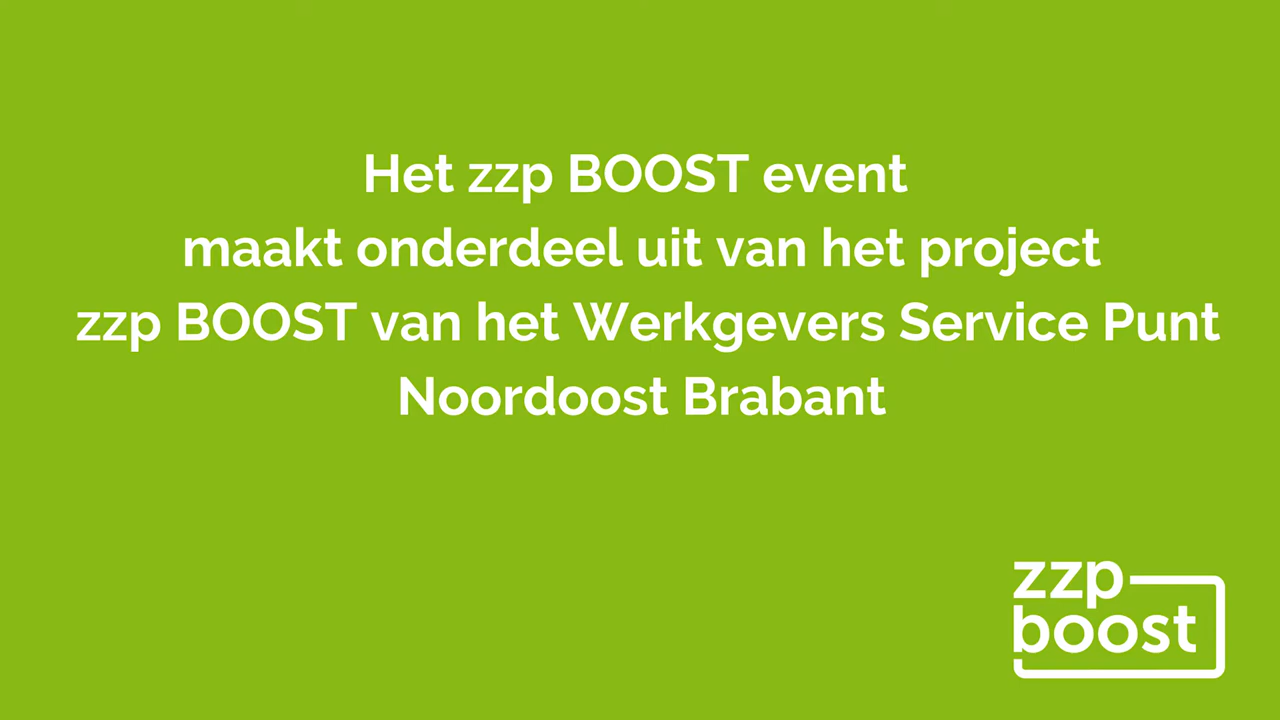 Het zzp BOOST event
maakt onderdeel uit van het project
zzp BOOST van het Werkgevers Service Punt
Noordoost Brabant
zzp
boost